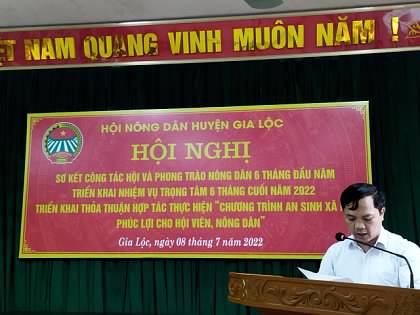 ỆT NAM QUANG VINH MUÔN NĂM !
HỘI NÔNG DÂN HUYỆN GIA LỘC
HỘI NGHỊ
SƠ KẾT CÔNG TÁC HỘI VÀ PHONG TRÀO NÔNG DÂN 6 THÁNG ĐẦU NĂM
TRIỂN KHAI NHIỆM VỤ TRỌNG TÂM 6 THÁNG CUỐI NĂM 2022
TRIỂN KHAI THỎA THUẬN HỢP TÁC THỰC HIỆN "CHƯƠNG TRÌNH AN SINH XÃ
PHÚC LỢI CHO HỘI VIÊN, NÔNG DÂN"
Gia Lộc, ngày 08 tháng 7 năm 2022